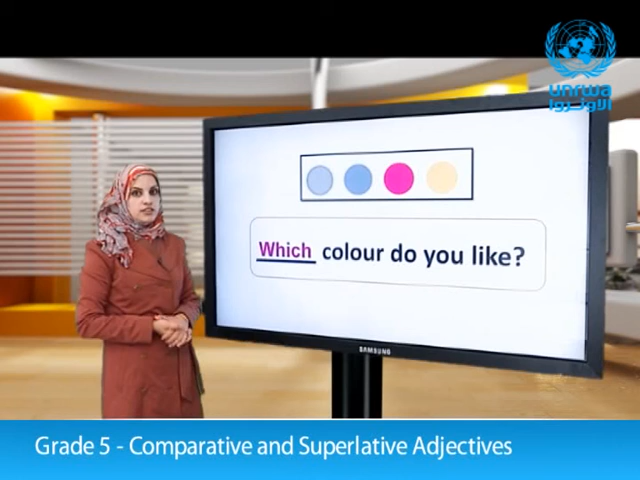 unrwa
الأونروا
Which colour do you like?
SAMSUNG
Grade 5 - Comparative and Superlative Adjectives